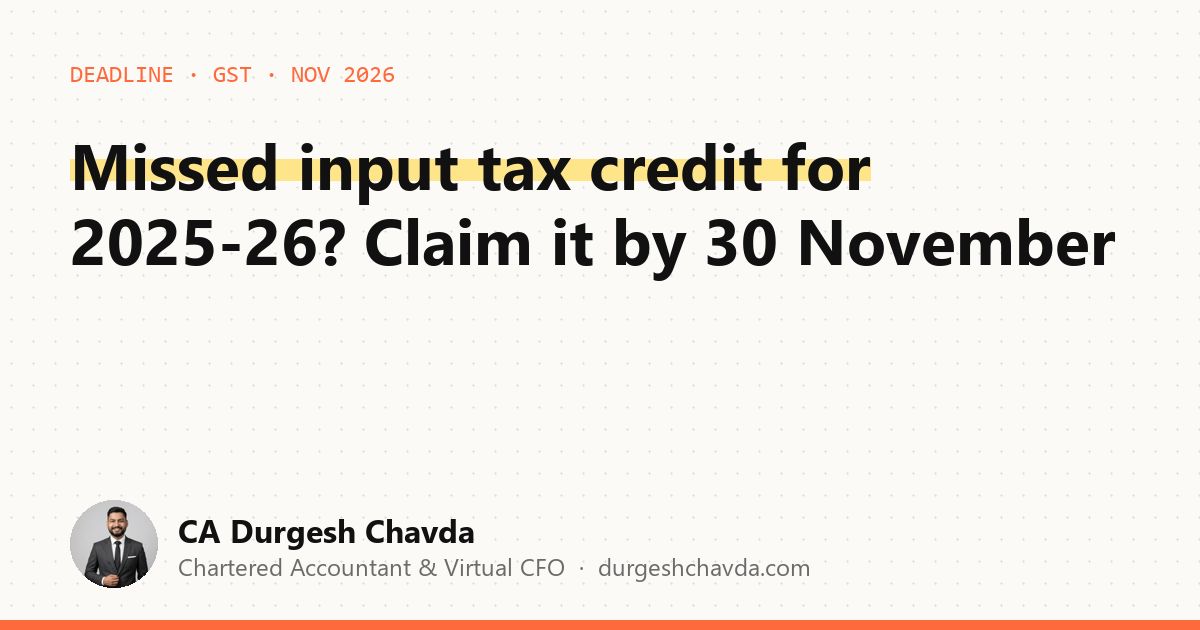 DEADLINE · GST · NOV 2026
Missed input tax credit for
2025-26? Claim it by 30 November
CA Durgesh Chavda
Chartered Accountant & Virtual CFO · durgeshchavda.com